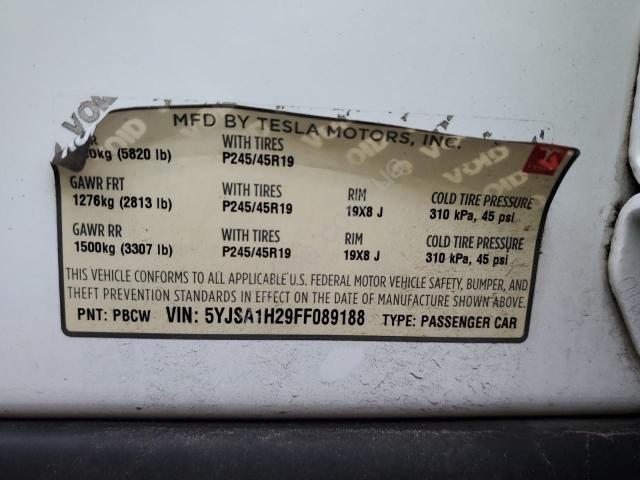 VOID
VOID
MFD BY TESLA MOTORS, INC.
WITH TIRES
(5820 lb) P245/45R19
GAWR FRT WITH TIRES RIM COLD TIRE PRESSURE
1276kg (2813 lb) P245/45R19 19X8 J 310 kPa, 45 psi
GAWR RR WITH TIRES RIM COLD TIRE PRESSURE
1500kg (3307 lb) P245/45R19 19X8 J 310 kPa, 45 psi
THIS VEHICLE CONFORMS TO ALL APPLICABLE U.S. FEDERAL MOTOR VEHICLE SAFETY, BUMPER, AND
THEFT PREVENTION STANDARDS IN EFFECT ON THE DATE OF MANUFACTURE SHOWN ABOVE.
PNT: PBCW VIN: 5YJSA1H29FF089188 TYPE: PASSENGER CAR